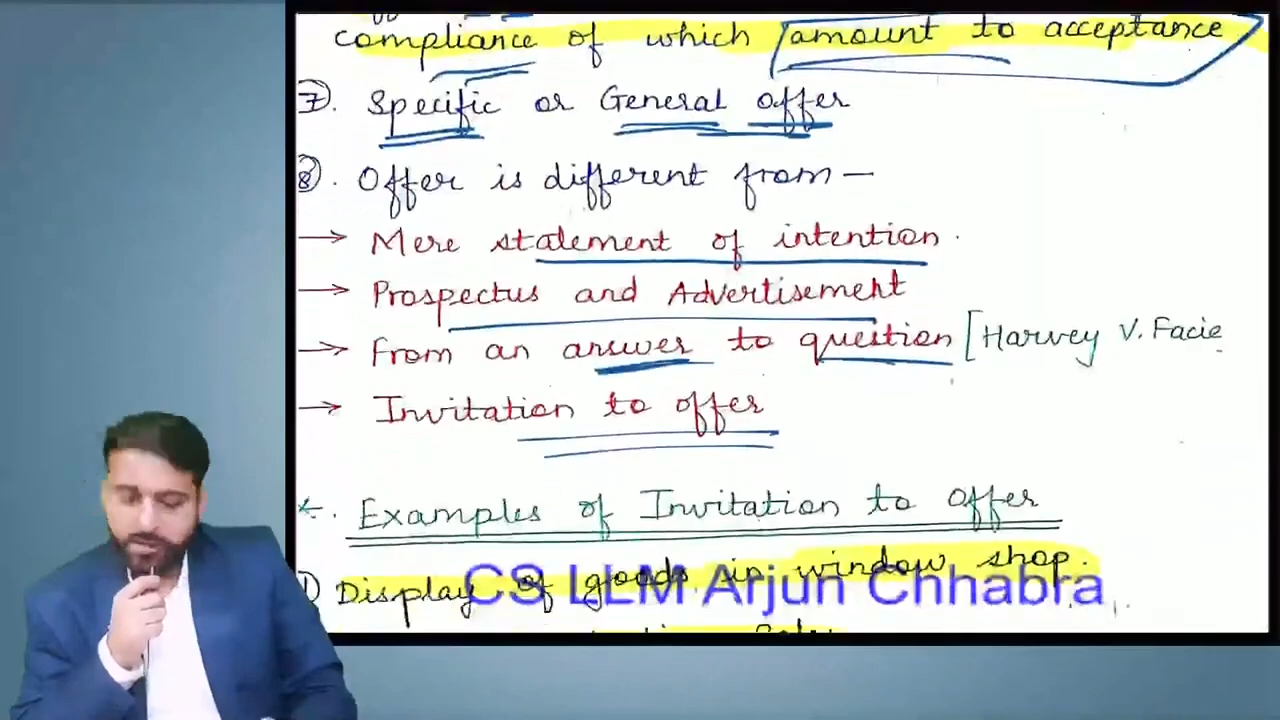 compliance of which amount to acceptance
7. Specific or General Offer
8. Offer is different from —
→ Mere statement of intention.
→ Prospectus and Advertisement
→ From an answer to question [Harvey V. Facie
→ Invitation to offer
Examples of Invitation to Offer
1) Display of goods in window shop.
CS LLM Arjun Chhabra